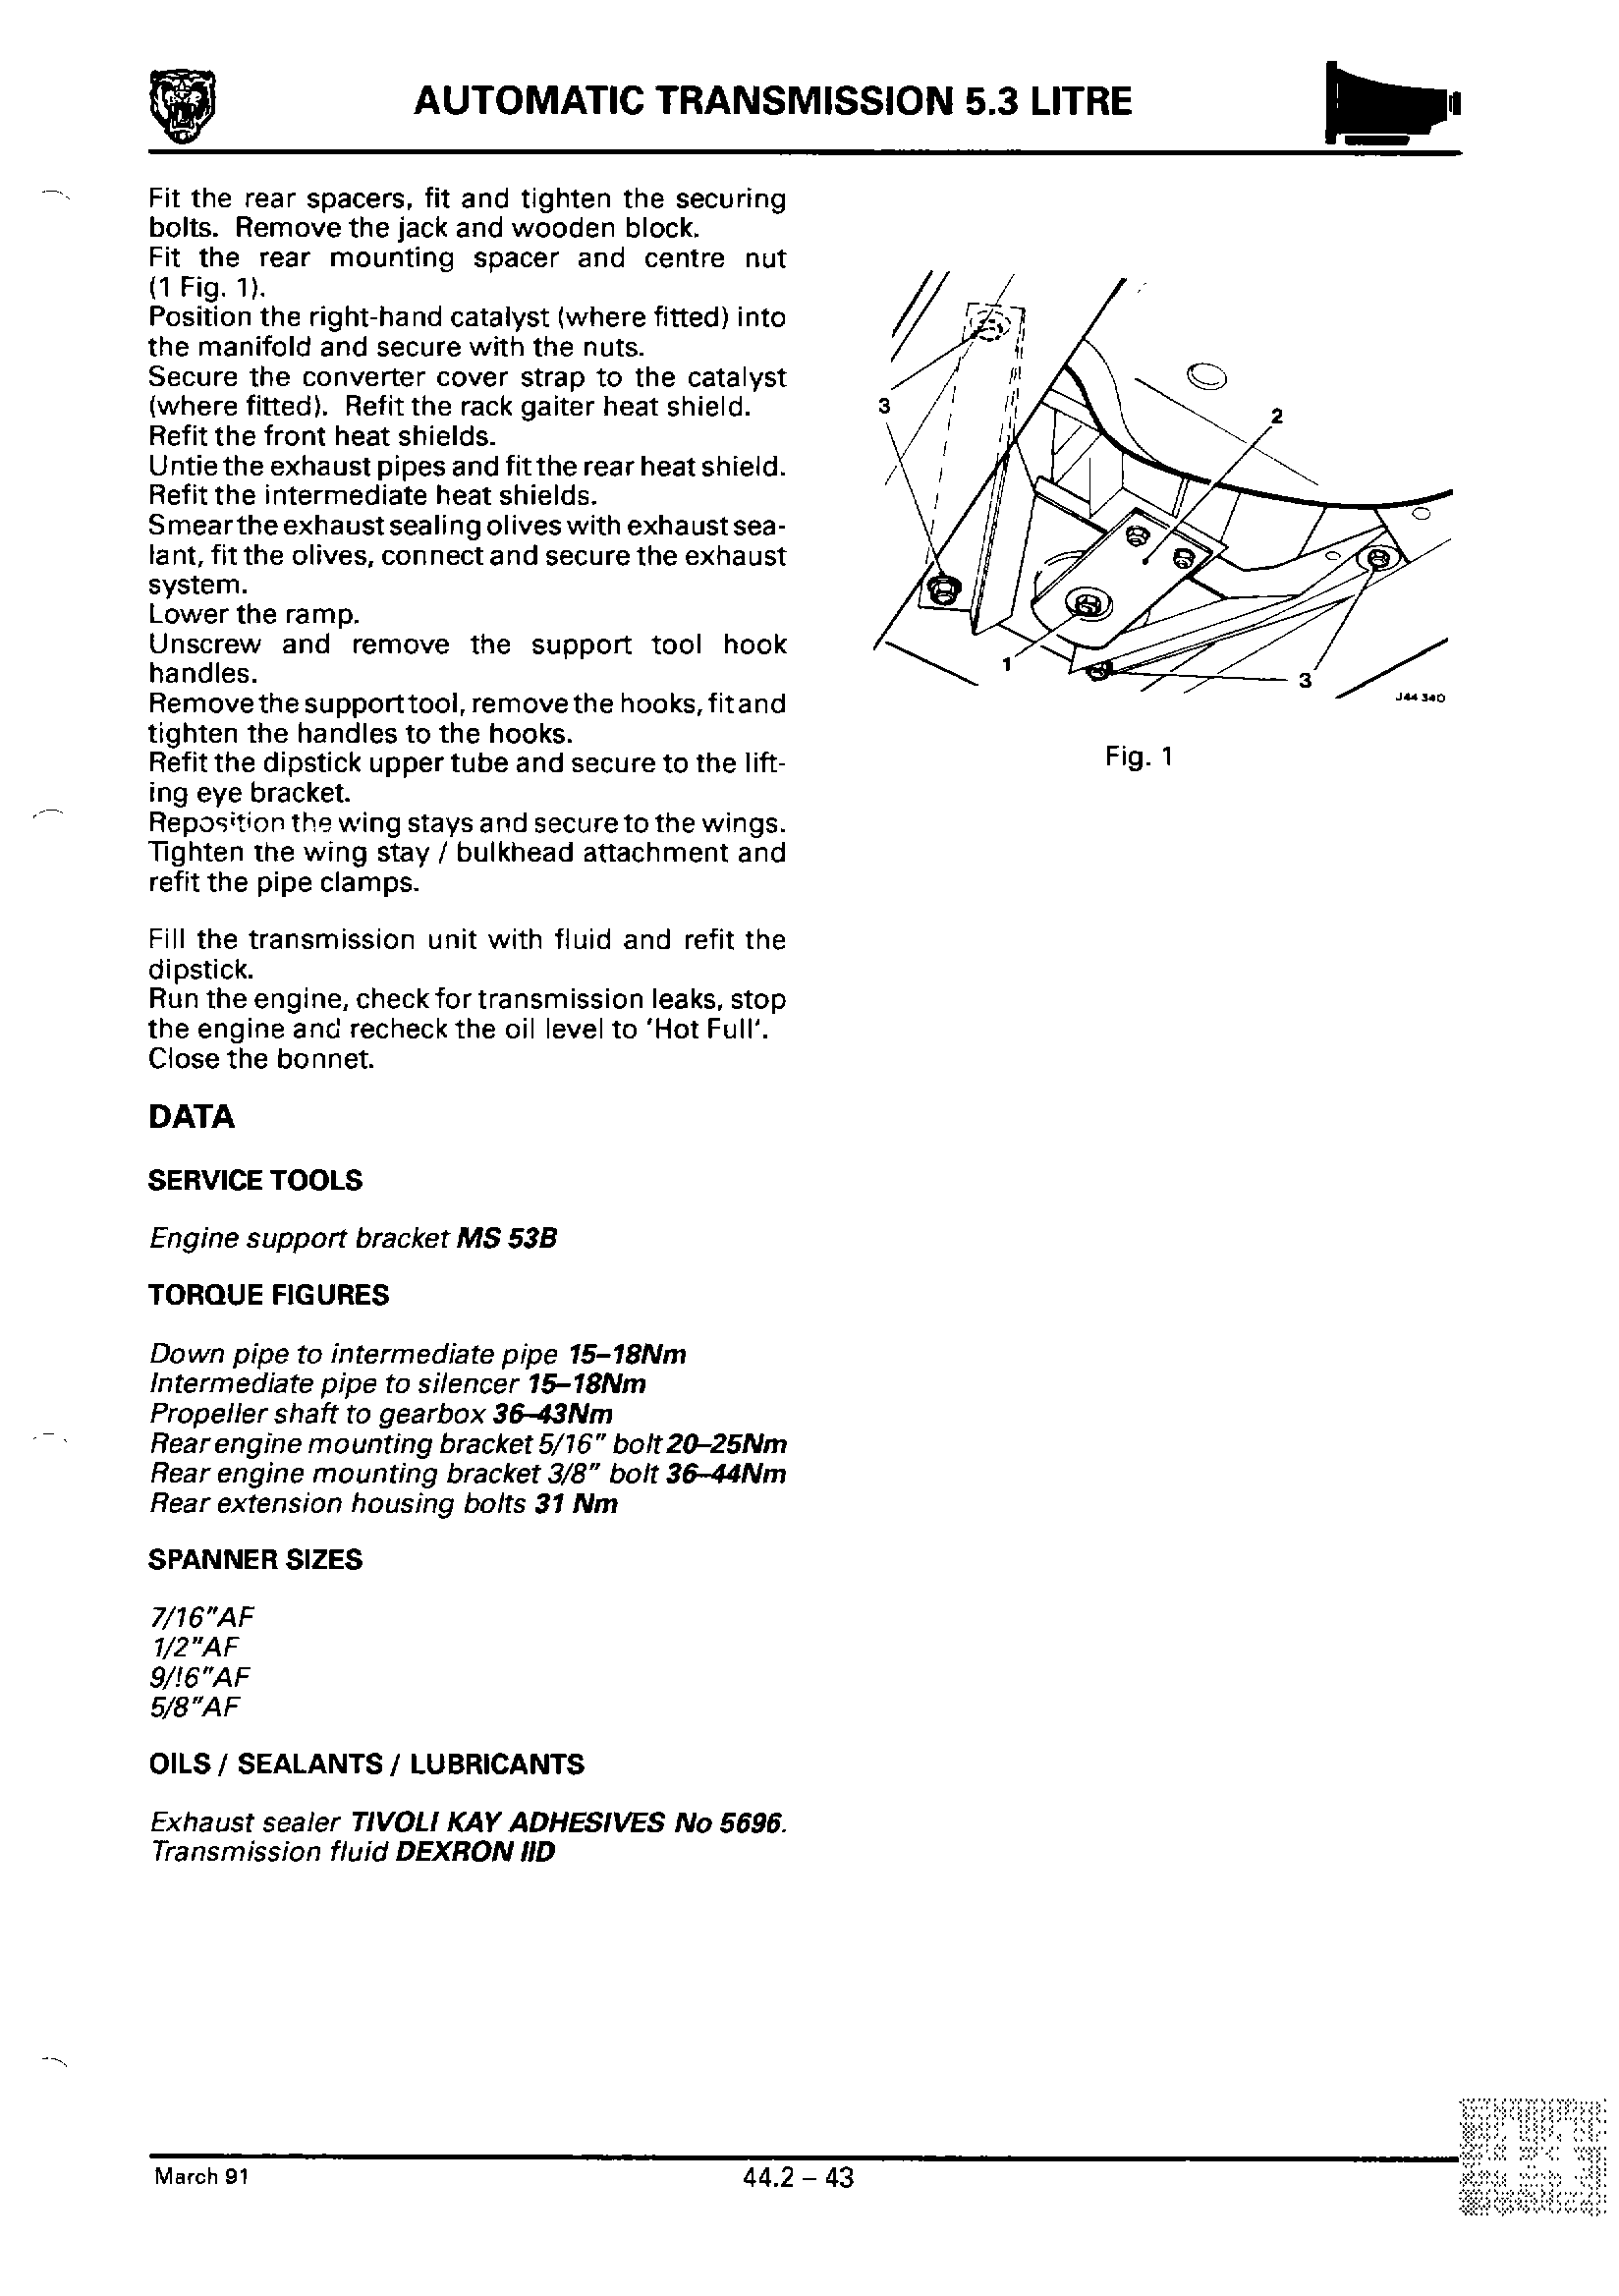 AUTOMATIC TRANSMISSION 5.3 LITRE
Fit the rear spacers, fit and tighten the securing
bolts. Remove the jack and wooden block.
Fit the rear mounting spacer and centre nut
(1 Fig. 1).
Position the right-hand catalyst (where fitted) into
the manifold and secure with the nuts.
Secure the converter cover strap to the catalyst
(where fitted). Refit the rack gaiter heat shield.
Refit the front heat shields.
Untie the exhaust pipes and fit the rear heat shield.
Refit the intermediate heat shields.
Smear the exhaust sealing olives with exhaust sea-
lant, fit the olives, connect and secure the exhaust
system.
Lower the ramp.
Unscrew and remove the support tool hook
handles.
Remove the support tool, remove the hooks, fit and
tighten the handles to the hooks.
Refit the dipstick upper tube and secure to the lift-
ing eye bracket.
Reposition the wing stays and secure to the wings.
Tighten the wing stay / bulkhead attachment and
refit the pipe clamps.
Fill the transmission unit with fluid and refit the
dipstick.
Run the engine, check for transmission leaks, stop
the engine and recheck the oil level to 'Hot Full'.
Close the bonnet.
DATA
SERVICE TOOLS
Engine support bracket MS 53B
TORQUE FIGURES
Down pipe to intermediate pipe 15–18Nm
Intermediate pipe to silencer 15–18Nm
Propeller shaft to gearbox 36–43Nm
Rear engine mounting bracket 5/16" bolt 20–25Nm
Rear engine mounting bracket 3/8" bolt 36–44Nm
Rear extension housing bolts 31 Nm
SPANNER SIZES
7/16"AF
1/2"AF
9/!6"AF
5/8"AF
OILS / SEALANTS / LUBRICANTS
Exhaust sealer TIVOLI KAY ADHESIVES No 5696.
Transmission fluid DEXRON IID
3
2
1
3
J44 340
Fig. 1
March 91
44.2 – 43